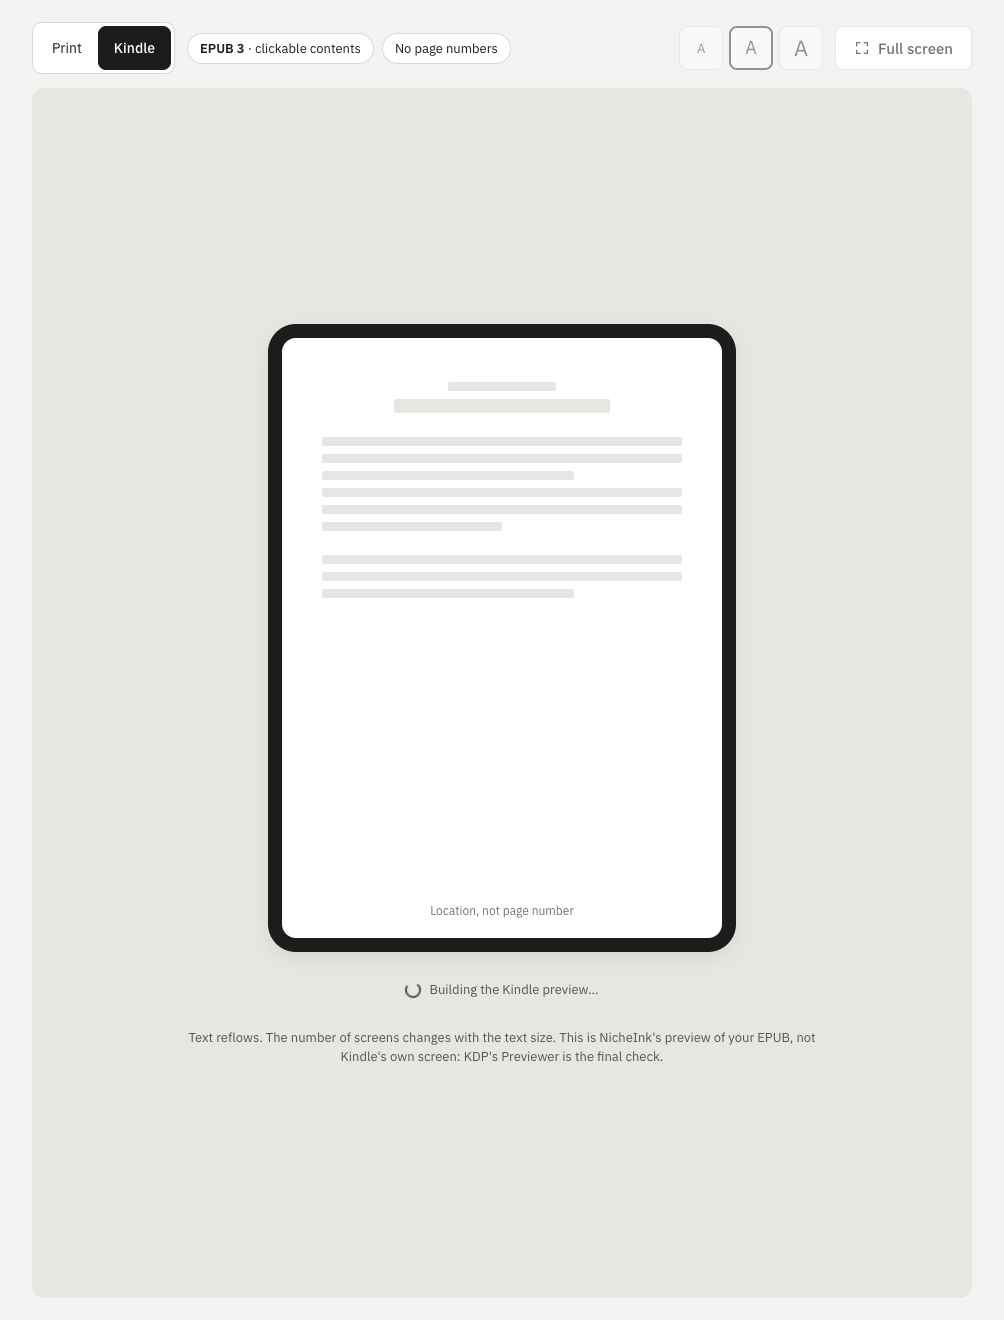 Print
Kindle
EPUB 3 · clickable contents
No page numbers
A
A
A
Full screen
Location, not page number
Building the Kindle preview…
Text reflows. The number of screens changes with the text size. This is NicheInk's preview of your EPUB, not
Kindle's own screen: KDP's Previewer is the final check.